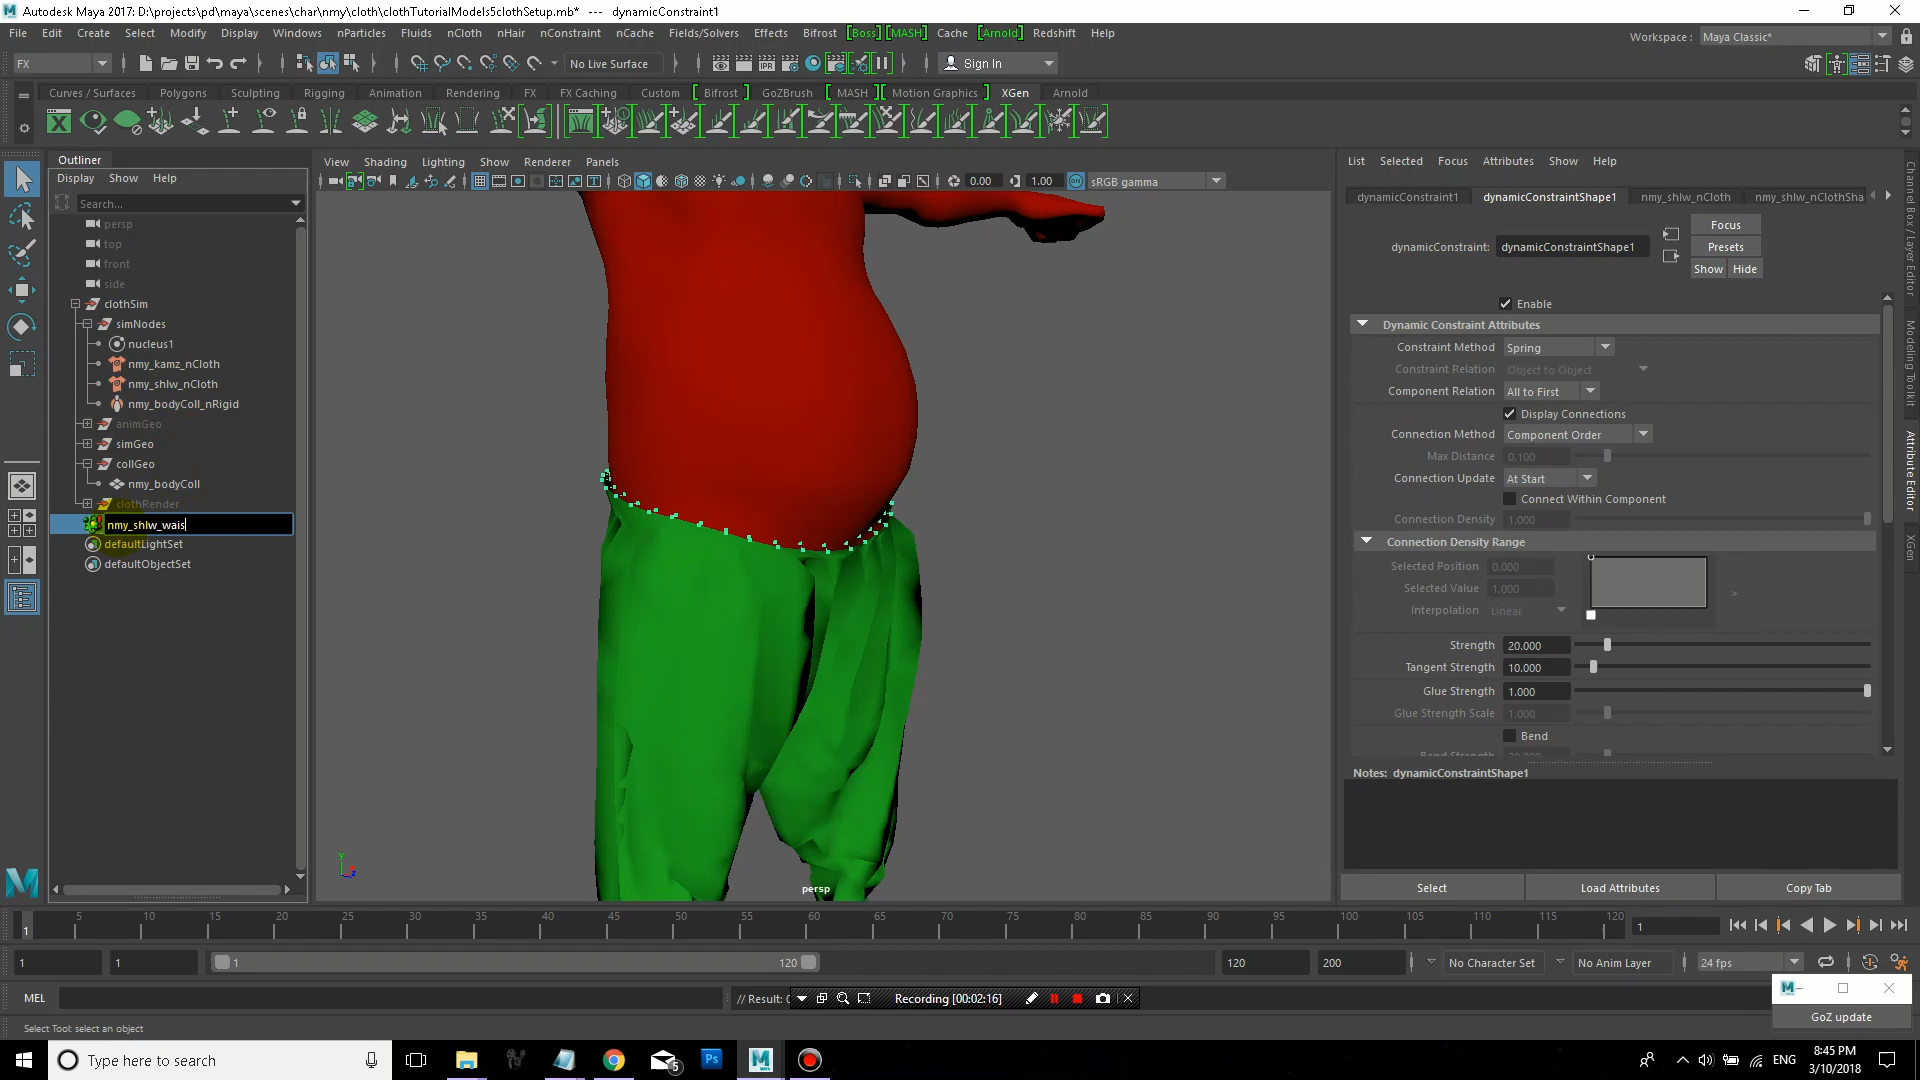 Autodesk Maya 2017: D:\projects\pd\maya\scenes\char\nmy\cloth\clothTutorialModels5clothSetup.mb* --- dynamicConstraint1
File Edit Create Select Modify Display Windows nParticles Fluids nCloth nHair nConstraint nCache Fields/Solvers Effects Bifrost [Boss] [MASH] Cache [Arnold] Redshift Help Workspace : Maya Classic*
FX No Live Surface Sign In
Curves / Surfaces Polygons Sculpting Rigging Animation Rendering FX FX Caching Custom Bifrost GoZBrush MASH Motion Graphics XGen Arnold
Outliner
Display Show Help
Search...
persp
top
front
side
clothSim
simNodes
nucleus1
nmy_kamz_nCloth
nmy_shlw_nCloth
nmy_bodyColl_nRigid
animGeo
simGeo
collGeo
nmy_bodyColl
clothRender
nmy_shlw_wais
defaultLightSet
defaultObjectSet
View Shading Lighting Show Renderer Panels
0.00 1.00 sRGB gamma
persp
List Selected Focus Attributes Show Help
dynamicConstraint1 dynamicConstraintShape1 nmy_shlw_nCloth nmy_shlw_nClothSha
Focus
dynamicConstraint: dynamicConstraintShape1 Presets
Show Hide
Enable
Dynamic Constraint Attributes
Constraint Method Spring
Constraint Relation Object to Object
Component Relation All to First
Display Connections
Connection Method Component Order
Max Distance 0.100
Connection Update At Start
Connect Within Component
Connection Density 1.000
Connection Density Range
Selected Position 0.000
Selected Value 1.000 >
Interpolation Linear
Strength 20.000
Tangent Strength 10.000
Glue Strength 1.000
Glue Strength Scale 1.000
Bend
Notes: dynamicConstraintShape1
Select Load Attributes Copy Tab
Channel Box / Layer Editor
Modeling Toolkit
Attribute Editor
XGen
5 10 15 20 25 30 35 40 45 50 55 60 65 70 75 80 85 90 95 100 105 110 115 120
1 1
1 1 1 120 120 200 No Character Set No Anim Layer 24 fps
MEL // Result: Recording [00:02:16]
GoZ update
Select Tool: select an object
Type here to search 5 Ps ENG 8:45 PM
3/10/2018